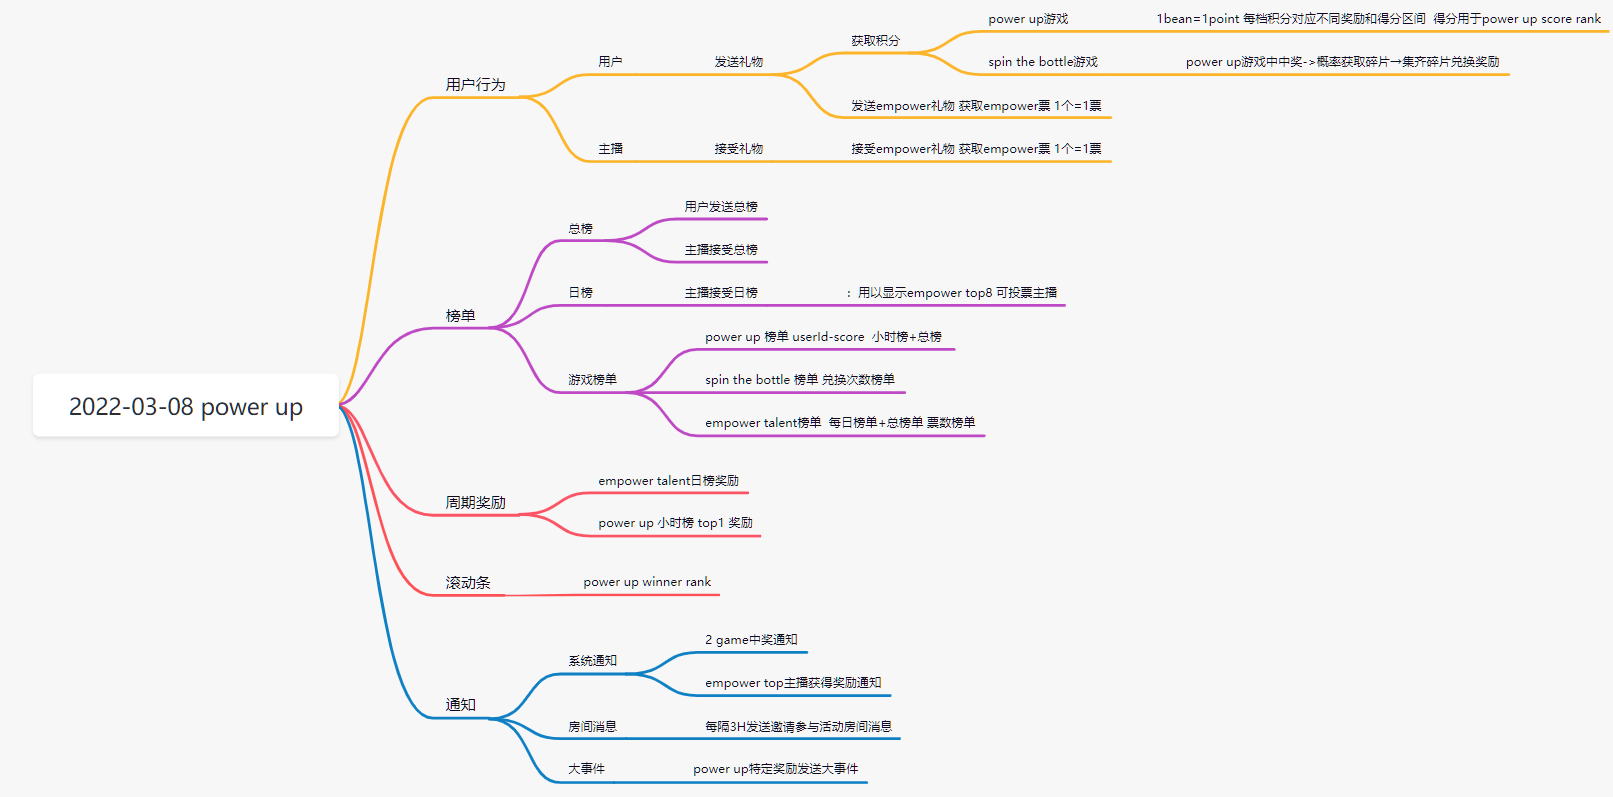 2022-03-08 power up
用户行为
用户
发送礼物
获取积分
power up游戏
1bean=1point 每档积分对应不同奖励和得分区间  得分用于power up score rank
spin the bottle游戏
power up游戏中中奖->概率获取碎片→集齐碎片兑换奖励
发送empower礼物 获取empower票 1个=1票
主播
接受礼物
接受empower礼物 获取empower票 1个=1票
榜单
总榜
用户发送总榜
主播接受总榜
日榜
主播接受日榜
：用以显示empower top8 可投票主播
游戏榜单
power up 榜单 userId-score  小时榜+总榜
spin the bottle 榜单 兑换次数榜单
empower talent榜单  每日榜单+总榜单 票数榜单
周期奖励
empower talent日榜奖励
power up 小时榜 top1 奖励
滚动条
power up winner rank
通知
系统通知
2 game中奖通知
empower top主播获得奖励通知
房间消息
每隔3H发送邀请参与活动房间消息
大事件
power up特定奖励发送大事件